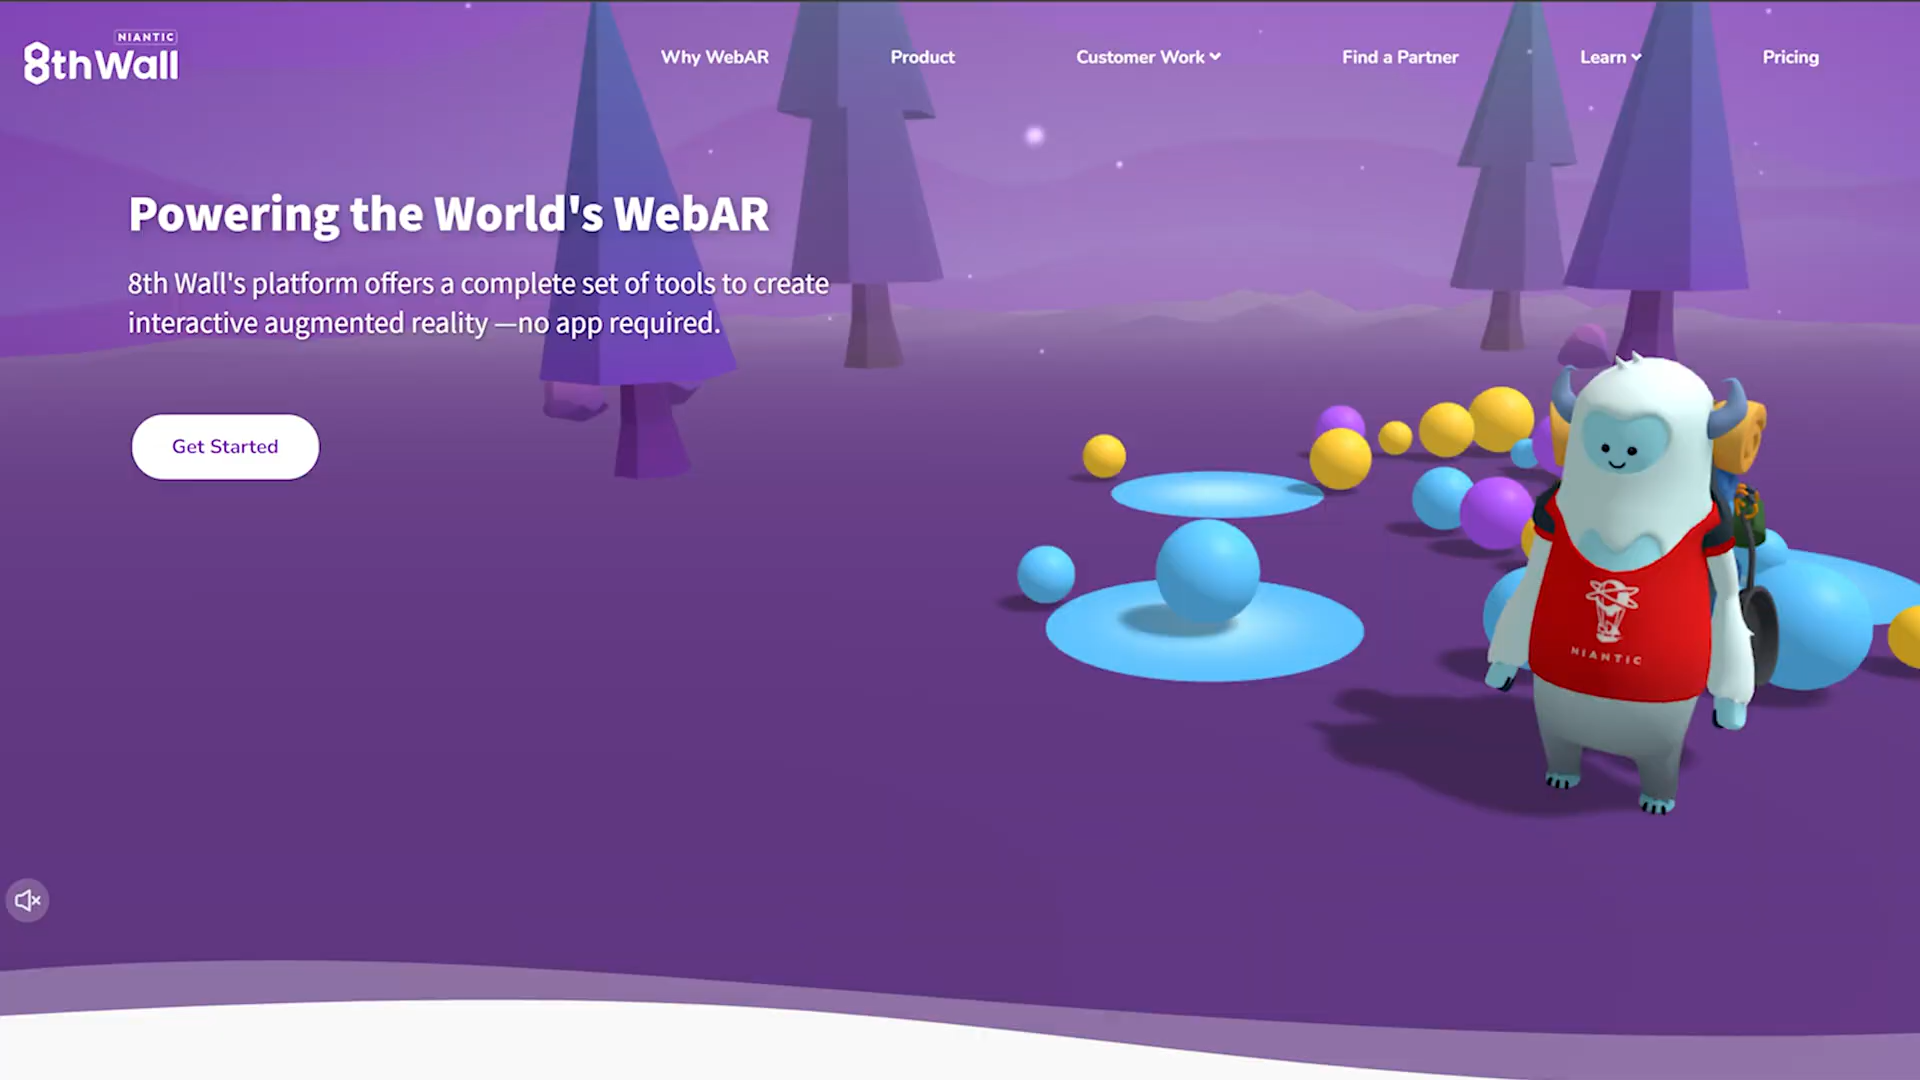 NIANTIC
8thWall
Why WebAR
Product
Customer Work
Find a Partner
Learn
Pricing
Powering the World's WebAR
8th Wall's platform offers a complete set of tools to create
interactive augmented reality —no app required.
Get Started
NIANTIC